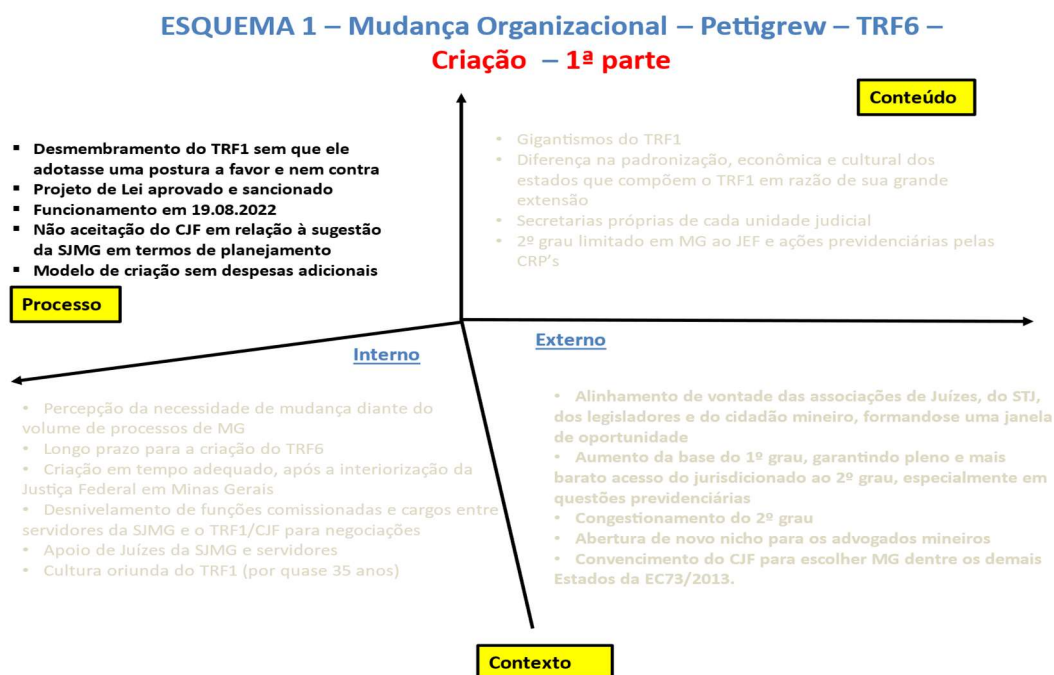 ESQUEMA 1 – Mudança Organizacional – Pettigrew – TRF6 –
Criação – 1ª parte
Conteúdo
▪ Desmembramento do TRF1 sem que ele
adotasse uma postura a favor e nem contra
▪ Projeto de Lei aprovado e sancionado
▪ Funcionamento em 19.08.2022
▪ Não aceitação do CJF em relação à sugestão
da SJMG em termos de planejamento
▪ Modelo de criação sem despesas adicionais
Processo
• Gigantismos do TRF1
• Diferença na padronização, econômica e cultural dos
estados que compõem o TRF1 em razão de sua grande
extensão
• Secretarias próprias de cada unidade judicial
• 2º grau limitado em MG ao JEF e ações previdenciárias pelas
CRP's
Interno
Externo
• Percepção da necessidade de mudança diante do
volume de processos de MG
• Longo prazo para a criação do TRF6
• Criação em tempo adequado, após a interiorização da
Justiça Federal em Minas Gerais
• Desnivelamento de funções comissionadas e cargos entre
servidores da SJMG e o TRF1/CJF para negociações
• Apoio de Juízes da SJMG e servidores
• Cultura oriunda do TRF1 (por quase 35 anos)
• Alinhamento de vontade das associações de Juízes, do STJ,
dos legisladores e do cidadão mineiro, formandose uma janela
de oportunidade
• Aumento da base do 1º grau, garantindo pleno e mais
barato acesso do jurisdicionado ao 2º grau, especialmente em
questões previdenciárias
• Congestionamento do 2º grau
• Abertura de novo nicho para os advogados mineiros
• Convencimento do CJF para escolher MG dentre os demais
Estados da EC73/2013.
Contexto